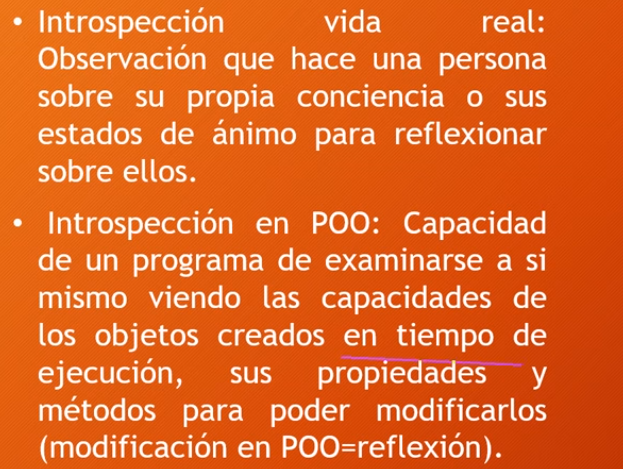 • Introspección vida real:
Observación que hace una persona
sobre su propia conciencia o sus
estados de ánimo para reflexionar
sobre ellos.
• Introspección en POO: Capacidad
de un programa de examinarse a si
mismo viendo las capacidades de
los objetos creados en tiempo de
ejecución, sus propiedades y
métodos para poder modificarlos
(modificación en POO=reflexión).